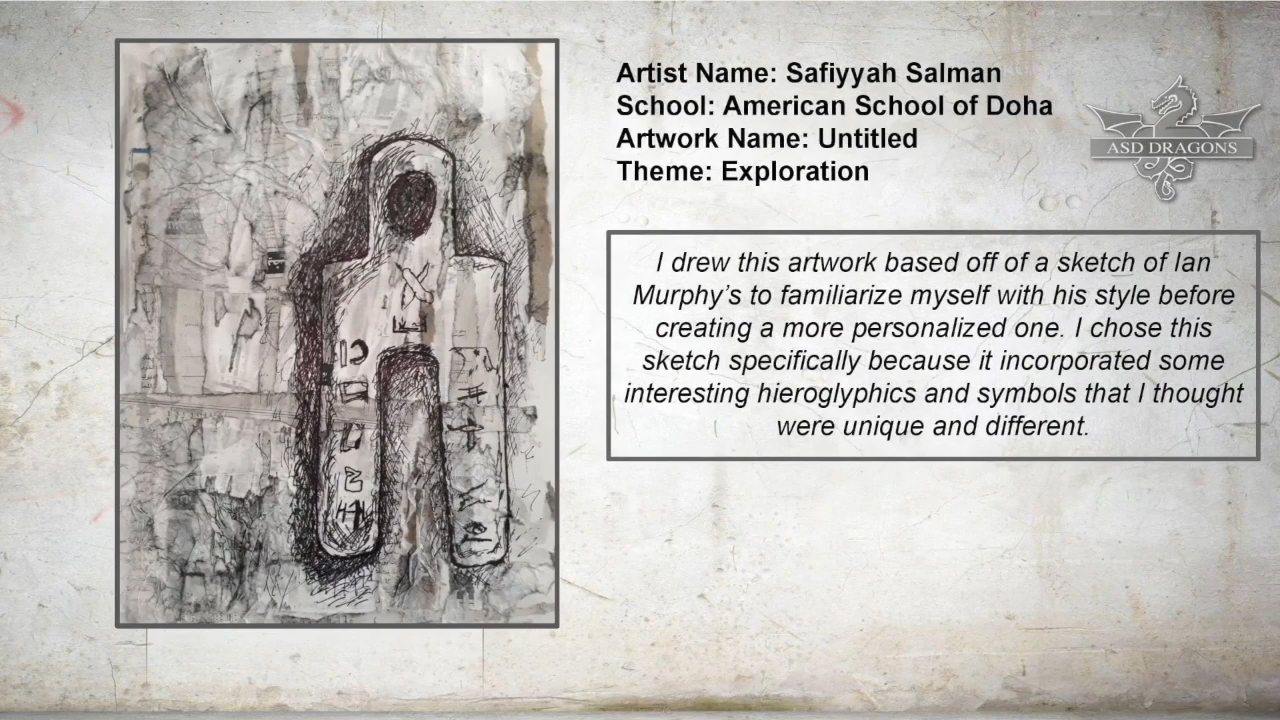 Artist Name: Safiyyah Salman
School: American School of Doha
Artwork Name: Untitled
Theme: Exploration
ASD DRAGONS
I drew this artwork based off of a sketch of Ian
Murphy’s to familiarize myself with his style before
creating a more personalized one. I chose this
sketch specifically because it incorporated some
interesting hieroglyphics and symbols that I thought
were unique and different.